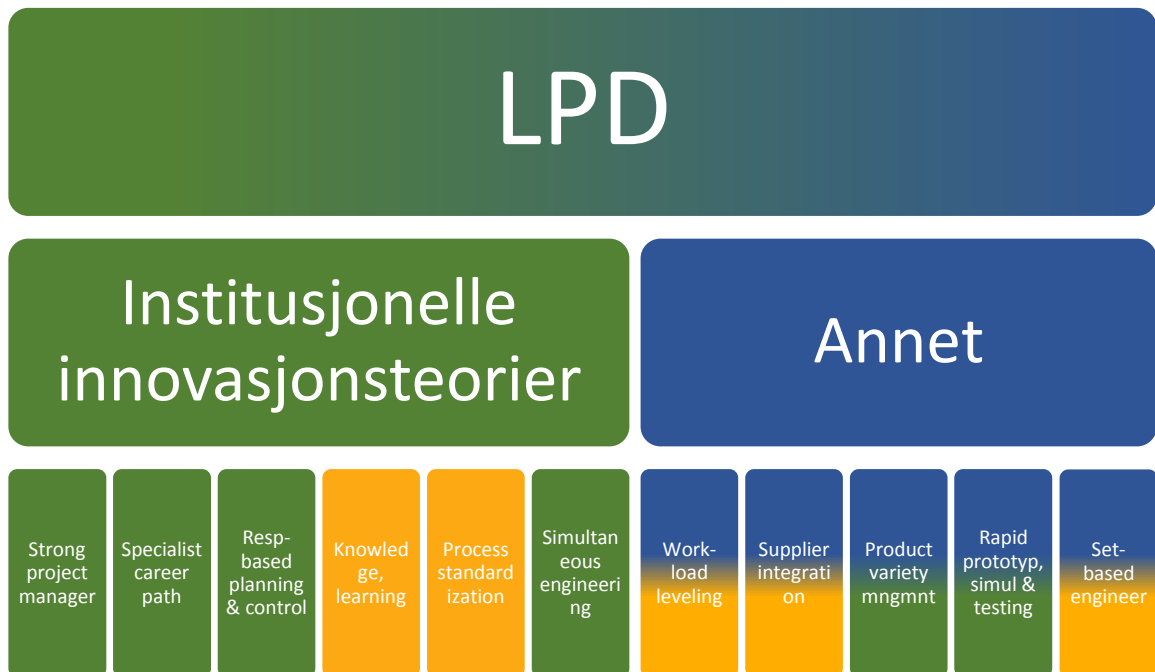 LPD
Institusjonelle
innovasjonsteorier
Annet
Strong
project
manager
Specialist
career
path
Resp-
based
planning
& control
Knowled
ge,
learning
Process
standard
ization
Simultan
eous
engineeri
ng
Work-
load
leveling
Supplier
integrati
on
Product
variety
mngmnt
Rapid
prototyp,
simul &
testing
Set-
based
engineer